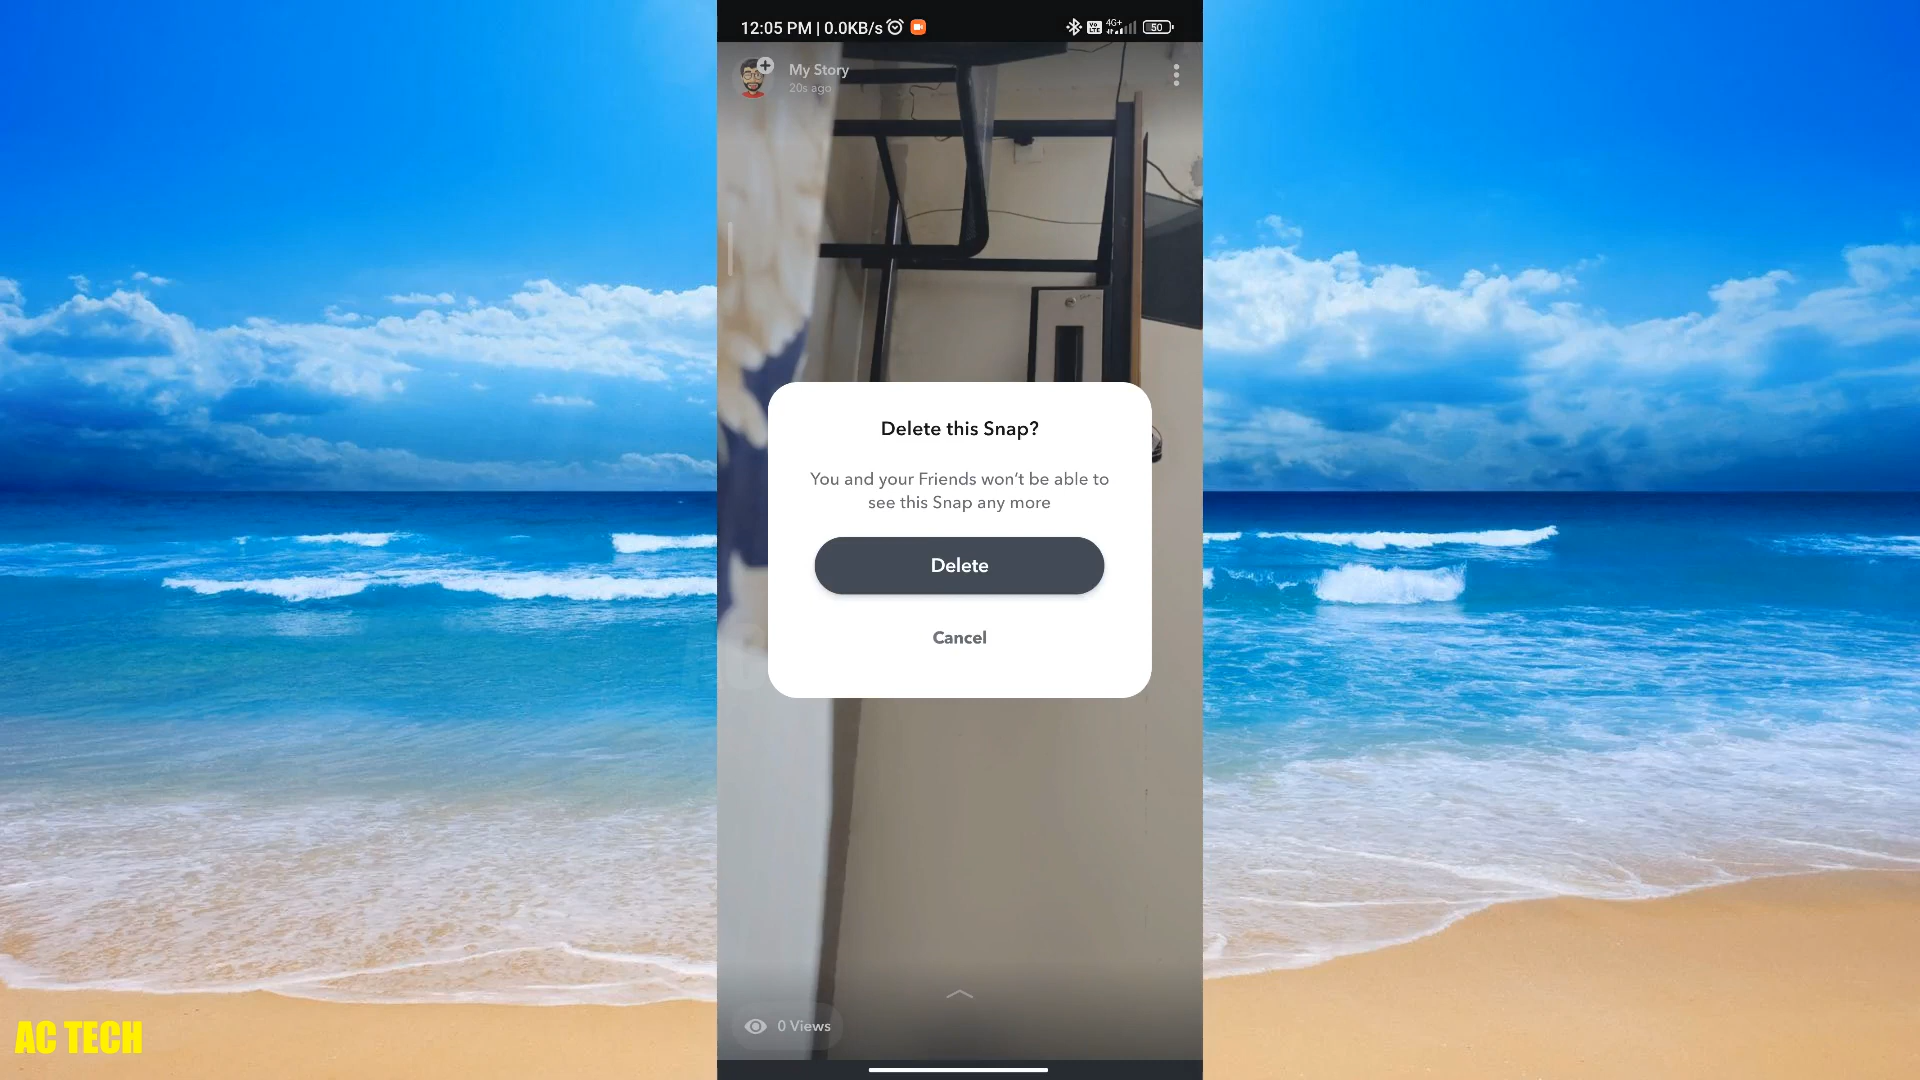 12:05 PM | 0.0KB/s
4G+
50
My Story
20s ago
Delete this Snap?
You and your Friends won't be able to
see this Snap any more
Delete
Cancel
0 Views
AC TECH